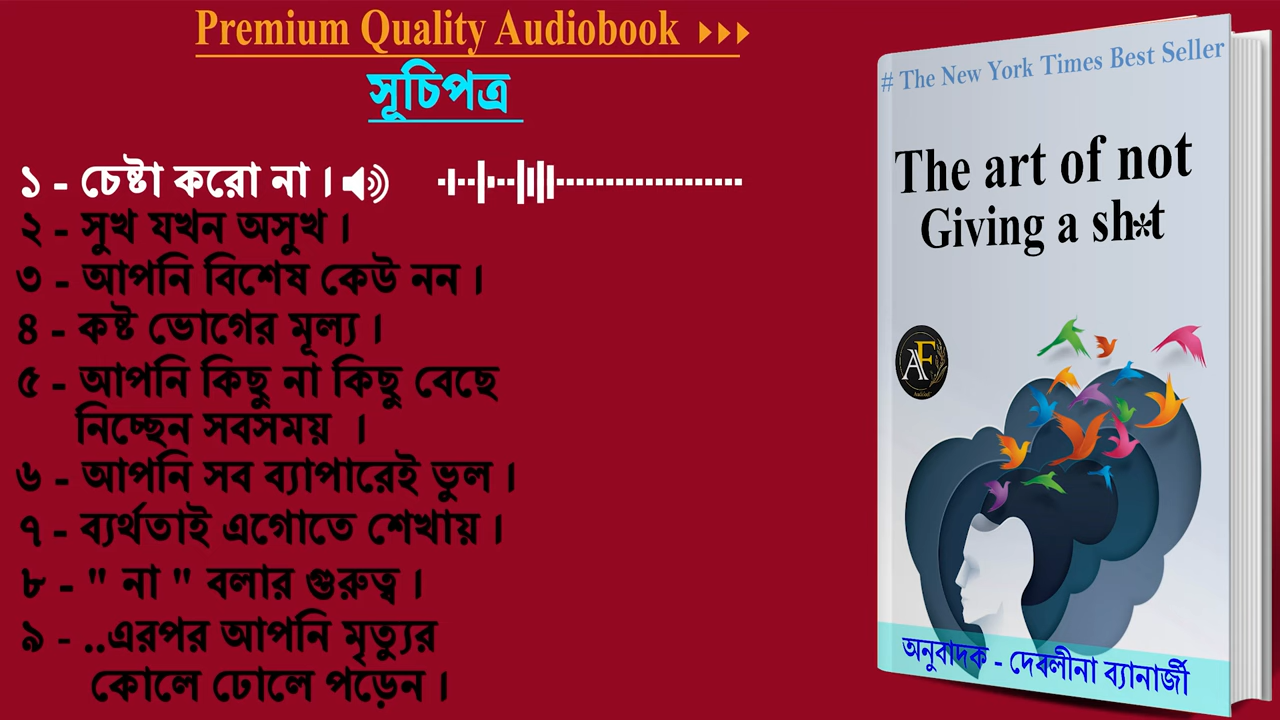 Premium Quality Audiobook
সূচিপত্র
১ - চেষ্টা করো না ।
২ - সুখ যখন অসুখ ।
৩ - আপনি বিশেষ কেউ নন ।
৪ - কষ্ট ভোগের মূল্য ।
৫ - আপনি কিছু না কিছু বেছে
নিচ্ছেন সবসময় ।
৬ - আপনি সব ব্যাপারেই ভুল ।
৭ - ব্যর্থতাই এগোতে শেখায় ।
৮ - " না " বলার গুরুত্ব ।
৯ - ..এরপর আপনি মৃত্যুর
কোলে ঢোলে পড়েন ।
# The New York Times Best Seller
The art of not
Giving a sh*t
AF
অনুবাদক - দেবলীনা ব্যানার্জী